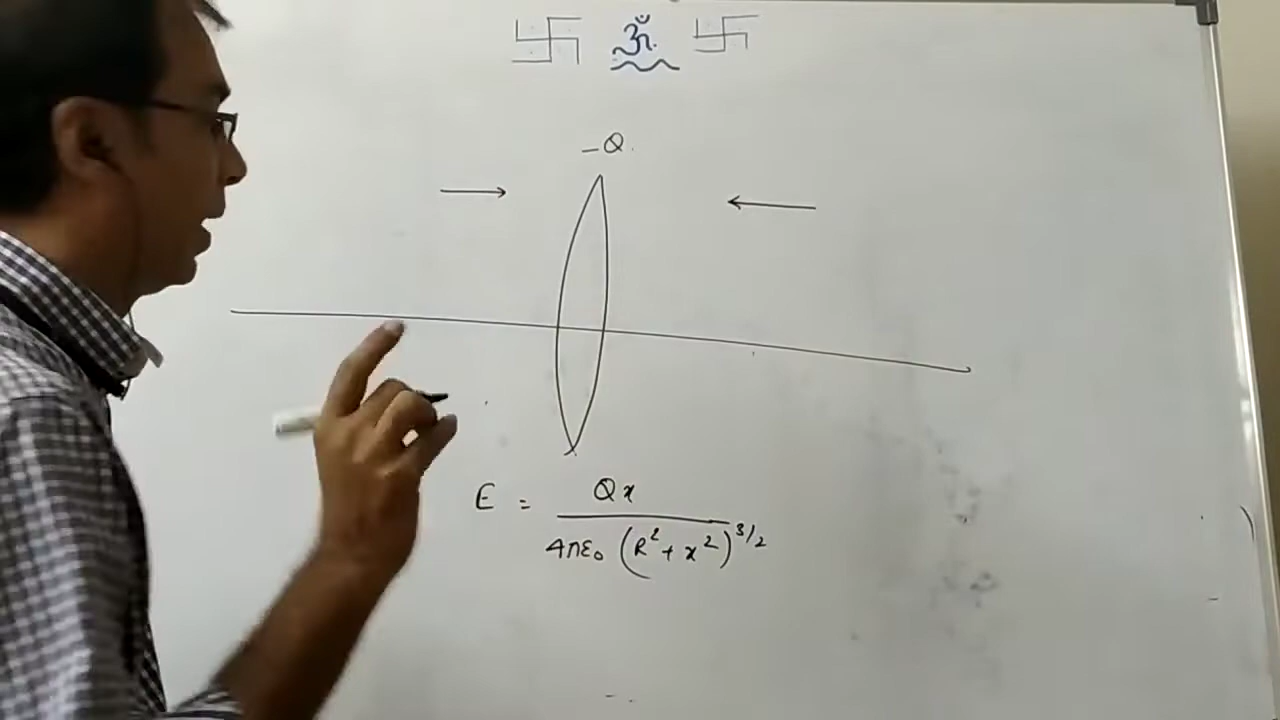 卐 ॐ 卐
-Q.
E = Qx / 4πε₀ (R² + x²)^3/2